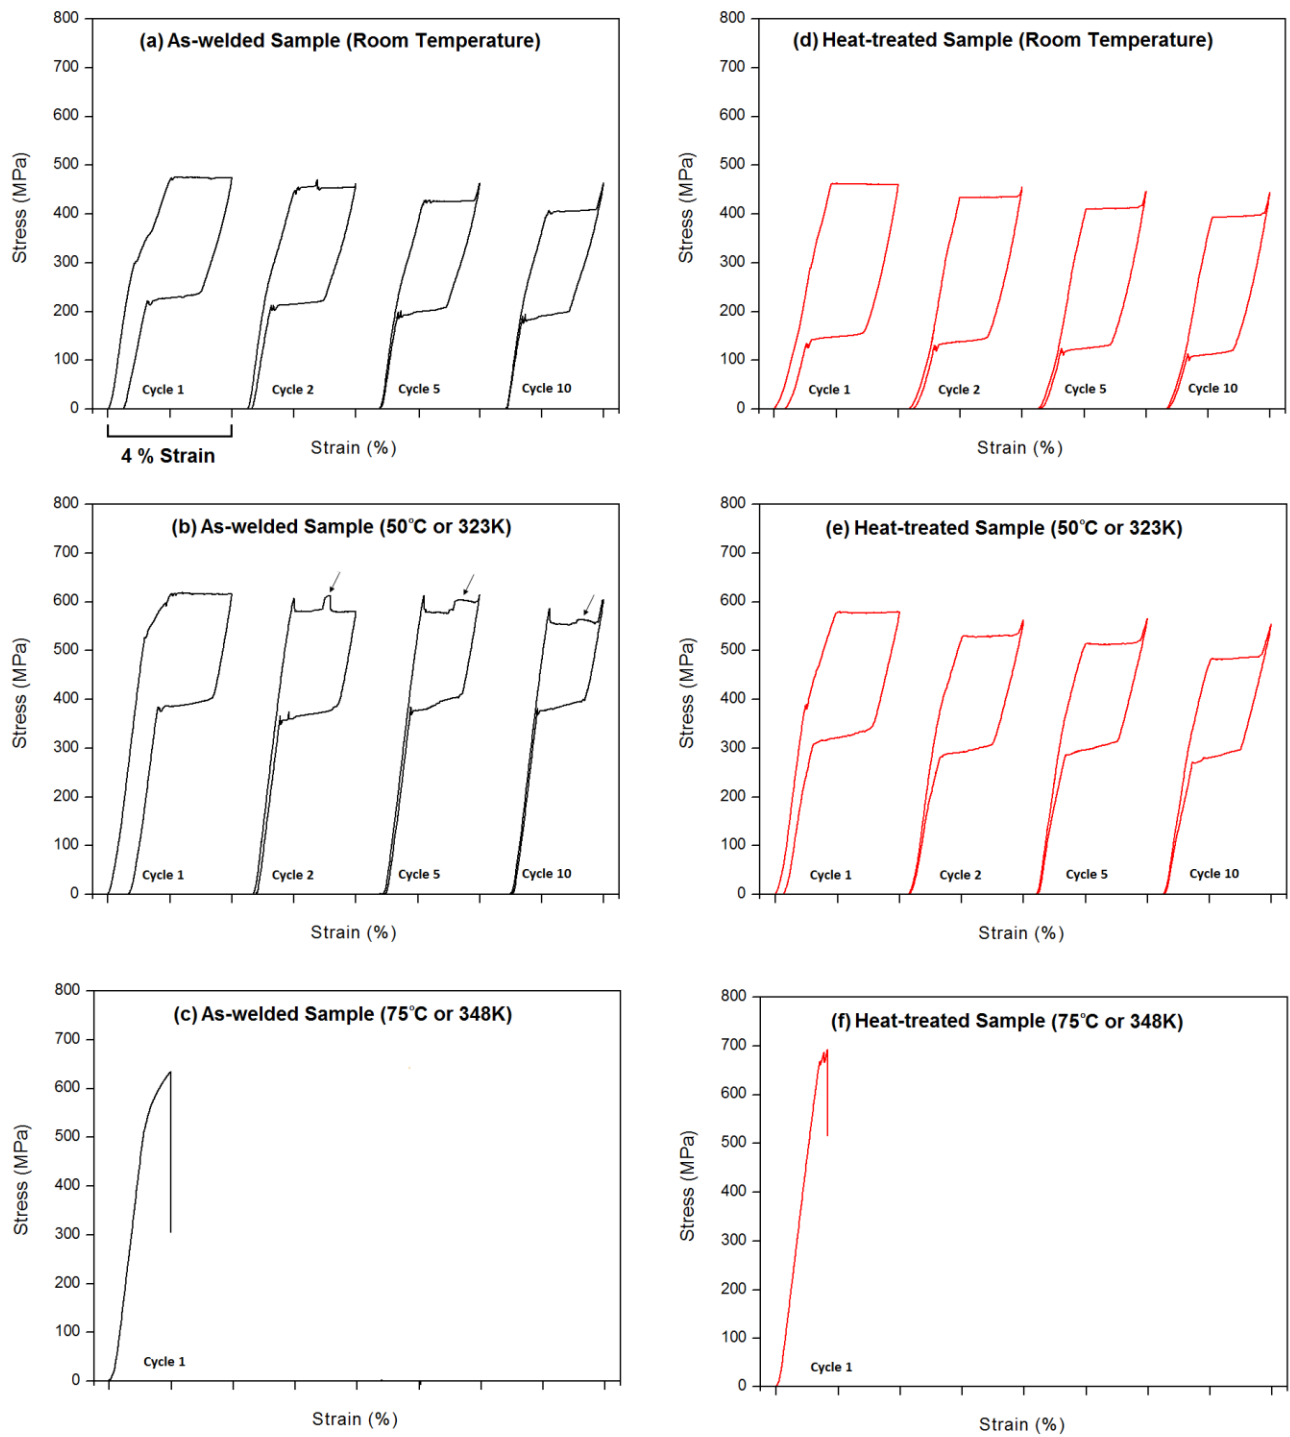 (a) As-welded Sample (Room Temperature)
800
700
600
500
400
300
200
100
0
Stress (MPa)
Cycle 1
Cycle 2
Cycle 5
Cycle 10
4 % Strain
Strain (%)
(d) Heat-treated Sample (Room Temperature)
800
700
600
500
400
300
200
100
0
Stress (MPa)
Cycle 1
Cycle 2
Cycle 5
Cycle 10
Strain (%)
(b) As-welded Sample (50°C or 323K)
800
700
600
500
400
300
200
100
0
Stress (MPa)
Cycle 1
Cycle 2
Cycle 5
Cycle 10
Strain (%)
(e) Heat-treated Sample (50°C or 323K)
800
700
600
500
400
300
200
100
0
Stress (MPa)
Cycle 1
Cycle 2
Cycle 5
Cycle 10
Strain (%)
(c) As-welded Sample (75°C or 348K)
800
700
600
500
400
300
200
100
0
Stress (MPa)
Cycle 1
Strain (%)
(f) Heat-treated Sample (75°C or 348K)
800
700
600
500
400
300
200
100
0
Stress (MPa)
Cycle 1
Strain (%)